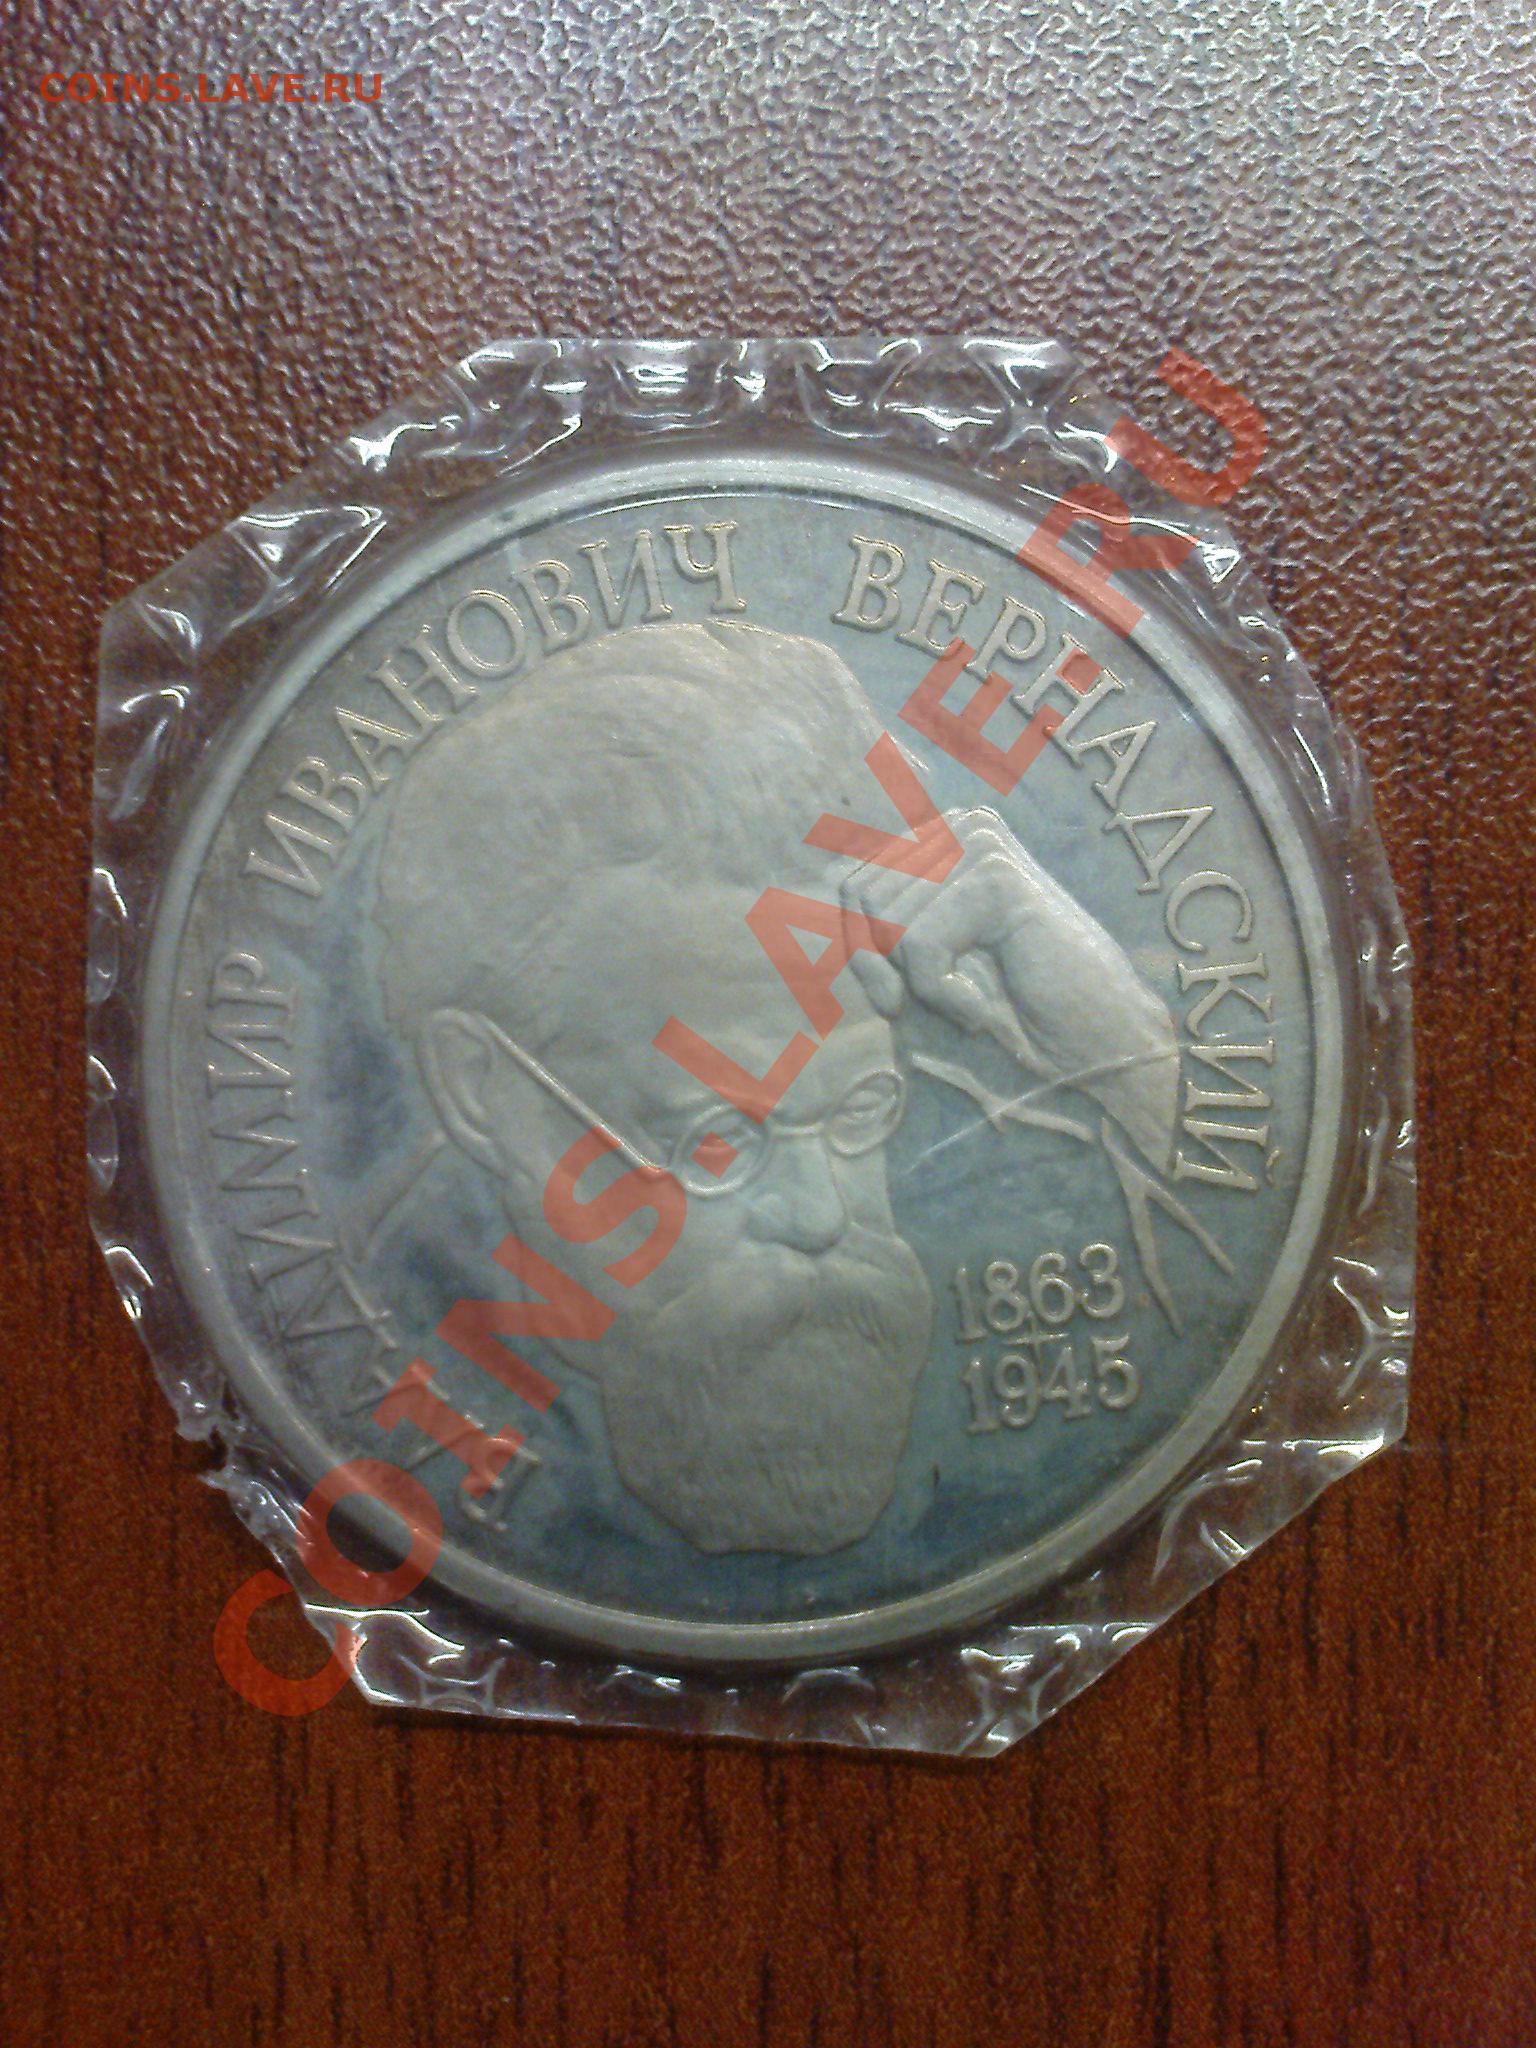 COINS.LAVE.RU
ВЛАДИМИР ИВАНОВИЧ ВЕРНАДСКИЙ
1863
1945
COINS.LAVE.RU